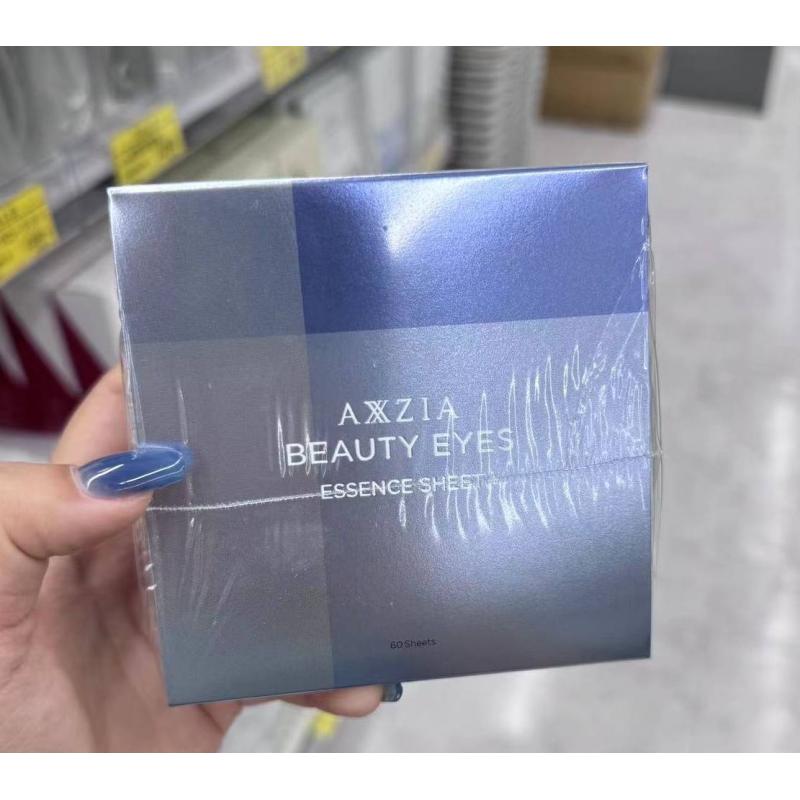 AXXZIA
BEAUTY EYES
ESSENCE SHEET
60 Sheets